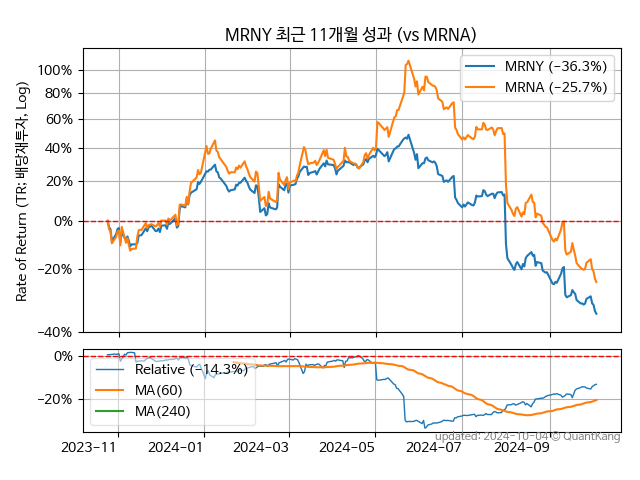 MRNY 최근 11개월 성과 (vs MRNA)
MRNY (−36.3%)
MRNA (−25.7%)
Rate of Return (TR: 배당재투자, Log)
100%
80%
60%
40%
20%
0%
−20%
−40%
0%
−20%
Relative (−14.3%)
MA(60)
MA(240)
2023−11
2024−01
2024−03
2024−05
2024−07
2024−09
updated: 2024−10−04 © QuantKang